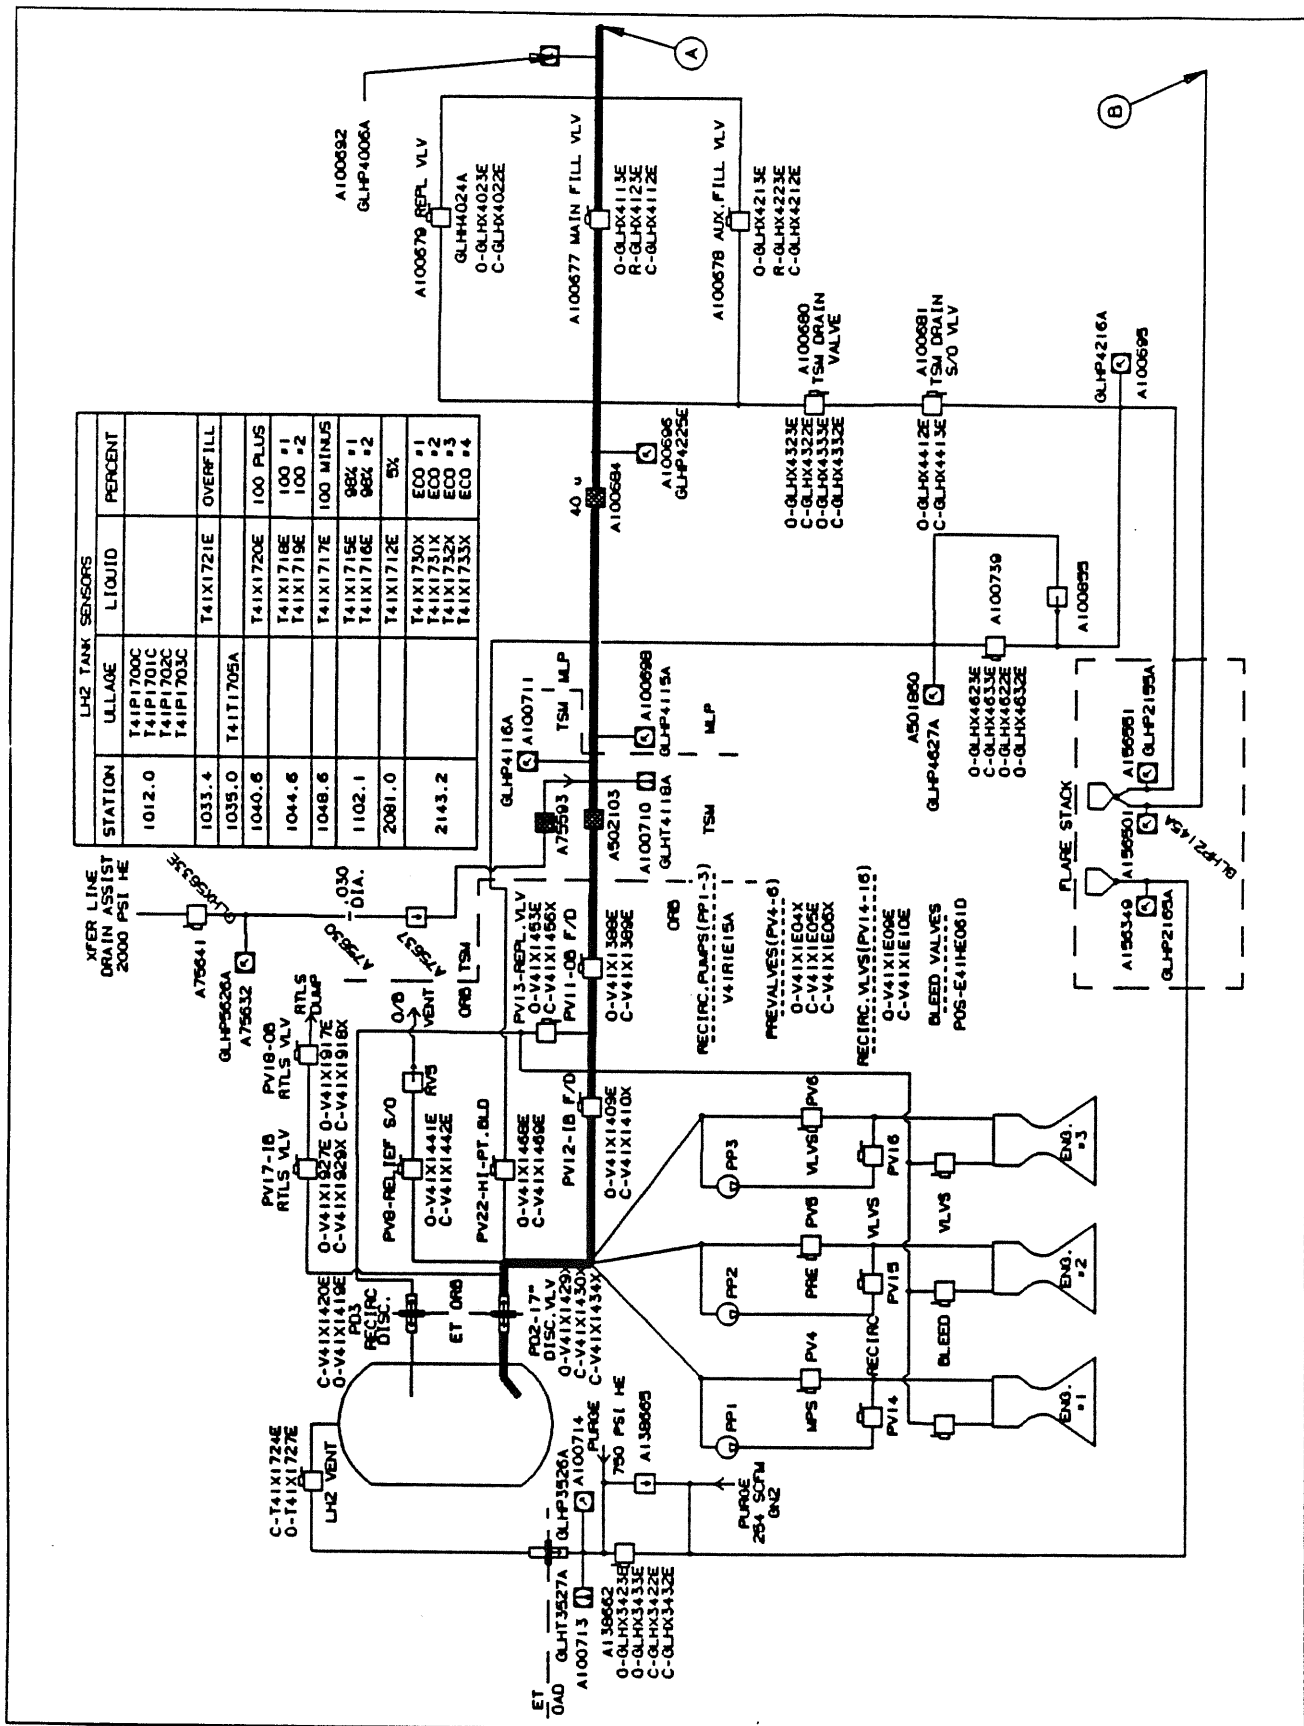 LH2 TANK SENSORS
STATION ULLAGE LIQUID PERCENT
1012.0 T41P1700C
T41P1701C
T41P1702C
T41P1703C
1033.4 T41X1721E OVERFILL
1035.0 T41T1705A
1040.6 T41X1720E 100 PLUS
1044.6 T41X1718E 100 #1
T41X1719E 100 #2
1048.6 T41X1717E 100 MINUS
1102.1 T41X1715E 98% #1
T41X1716E 98% #2
2081.0 T41X1712E 5%
2143.2 T41X1730X ECO #1
T41X1731X ECO #2
T41X1732X ECO #3
T41X1733X ECO #4
XFER LINE
DRAIN ASSIST
2000 PSI HE
A75641
GLHX5633E
GLHP5626A
A75632
A75630
.030
DIA.
A75637
ORB TSM
RTLS
DUMP
PV18-OB
RTLS VLV
O-V41X1917E
C-V41X1918X
PV17-IB
RTLS VLV
O-V41X1927E
C-V41X1929X
O/B
VENT
RV5
PV8-RELIEF S/O
O-V41X1441E
C-V41X1442E
PV22-HI-PT.BLD
O-V41X1468E
C-V41X1469E
PV13-REPL.VLV
O-V41X1453E
C-V41X1456X
PV11-OB F/D
O-V41X1388E
C-V41X1389E
PV12-IB F/D
O-V41X1409E
C-V41X1410X
C-V41X1420E
O-V41X1419E
PD3
RECIRC
DISC.
ET ORB
PD2-17"
DISC.VLV
O-V41X1429X
C-V41X1430X
C-V41X1434X
C-T41X1724E
O-T41X1727E
LH2 VENT
ET
OAD
GLHT3527A
A100713
GLHP3526A
A100714
PURGE
750 PSI HE
A138665
A138662
O-GLHX3423E
O-GLHX3433E
C-GLHX3422E
C-GLHX3432E
PURGE
254 SCFM
GN2
PP1
PP2
PP3
MPS PV4
PRE PV5
VLVS PV6
RECIRC
VLVS
PV14
PV15
PV16
BLEED
VLVS
ENG.
#1
ENG.
#2
ENG.
#3
ORB
RECIRC.PUMPS(PP1-3)
V41R1E15A
PREVALVES(PV4-6)
O-V41X1E04X
C-V41X1E05E
C-V41X1E06X
RECIRC.VLVS(PV14-16)
O-V41X1E09E
C-V41X1E10E
BLEED VALVES
POS-E41HE061D
GLHP4116A
A100711
TSM MLP
A75593
A502103
A100710
GLHT4118A
TSM
A100698
GLHP4115A
MLP
40 u
A100684
A100696
GLHP4225E
A100692
GLHP4006A
A
B
A100679 REPL VLV
GLHH4024A
O-GLHX4023E
C-GLHX4022E
A100677 MAIN FILL VLV
O-GLHX4113E
R-GLHX4123E
C-GLHX4112E
A100678 AUX.FILL VLV
O-GLHX4213E
R-GLHX4223E
C-GLHX4212E
A100680
TSM DRAIN
VALVE
O-GLHX4323E
C-GLHX4322E
O-GLHX4333E
C-GLHX4332E
A100681
TSM DRAIN
S/O VLV
O-GLHX4412E
C-GLHX4413E
GLHP4216A
A100695
A501860
GLHP4627A
A100739
A100855
O-GLHX4623E
C-GLHX4633E
O-GLHX4622E
O-GLHX4632E
FLARE STACK
A156349
GLHP2165A
A156501
GLHP2145A
A156551
GLHP2155A